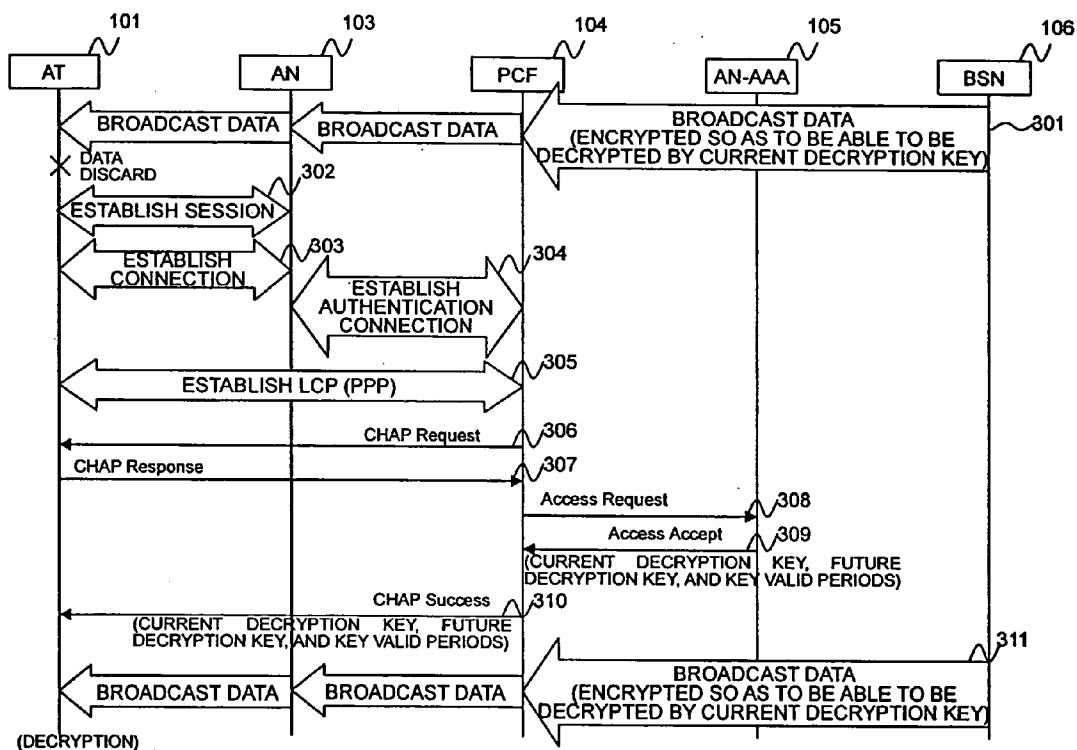 101
103
104
105
106
AT
AN
PCF
AN-AAA
BSN
BROADCAST DATA
BROADCAST DATA
BROADCAST DATA
(ENCRYPTED SO AS TO BE ABLE TO BE
DECRYPTED BY CURRENT DECRYPTION KEY)
301
DATA
DISCARD
302
ESTABLISH SESSION
303
ESTABLISH
CONNECTION
304
ESTABLISH
AUTHENTICATION
CONNECTION
305
ESTABLISH LCP (PPP)
CHAP Request
306
CHAP Response
307
Access Request
308
Access Accept
309
(CURRENT DECRYPTION KEY, FUTURE
DECRYPTION KEY, AND KEY VALID PERIODS)
CHAP Success
310
(CURRENT DECRYPTION KEY, FUTURE
DECRYPTION KEY, AND KEY VALID PERIODS)
311
BROADCAST DATA
BROADCAST DATA
BROADCAST DATA
(ENCRYPTED SO AS TO BE ABLE TO BE
DECRYPTED BY CURRENT DECRYPTION KEY)
(DECRYPTION)